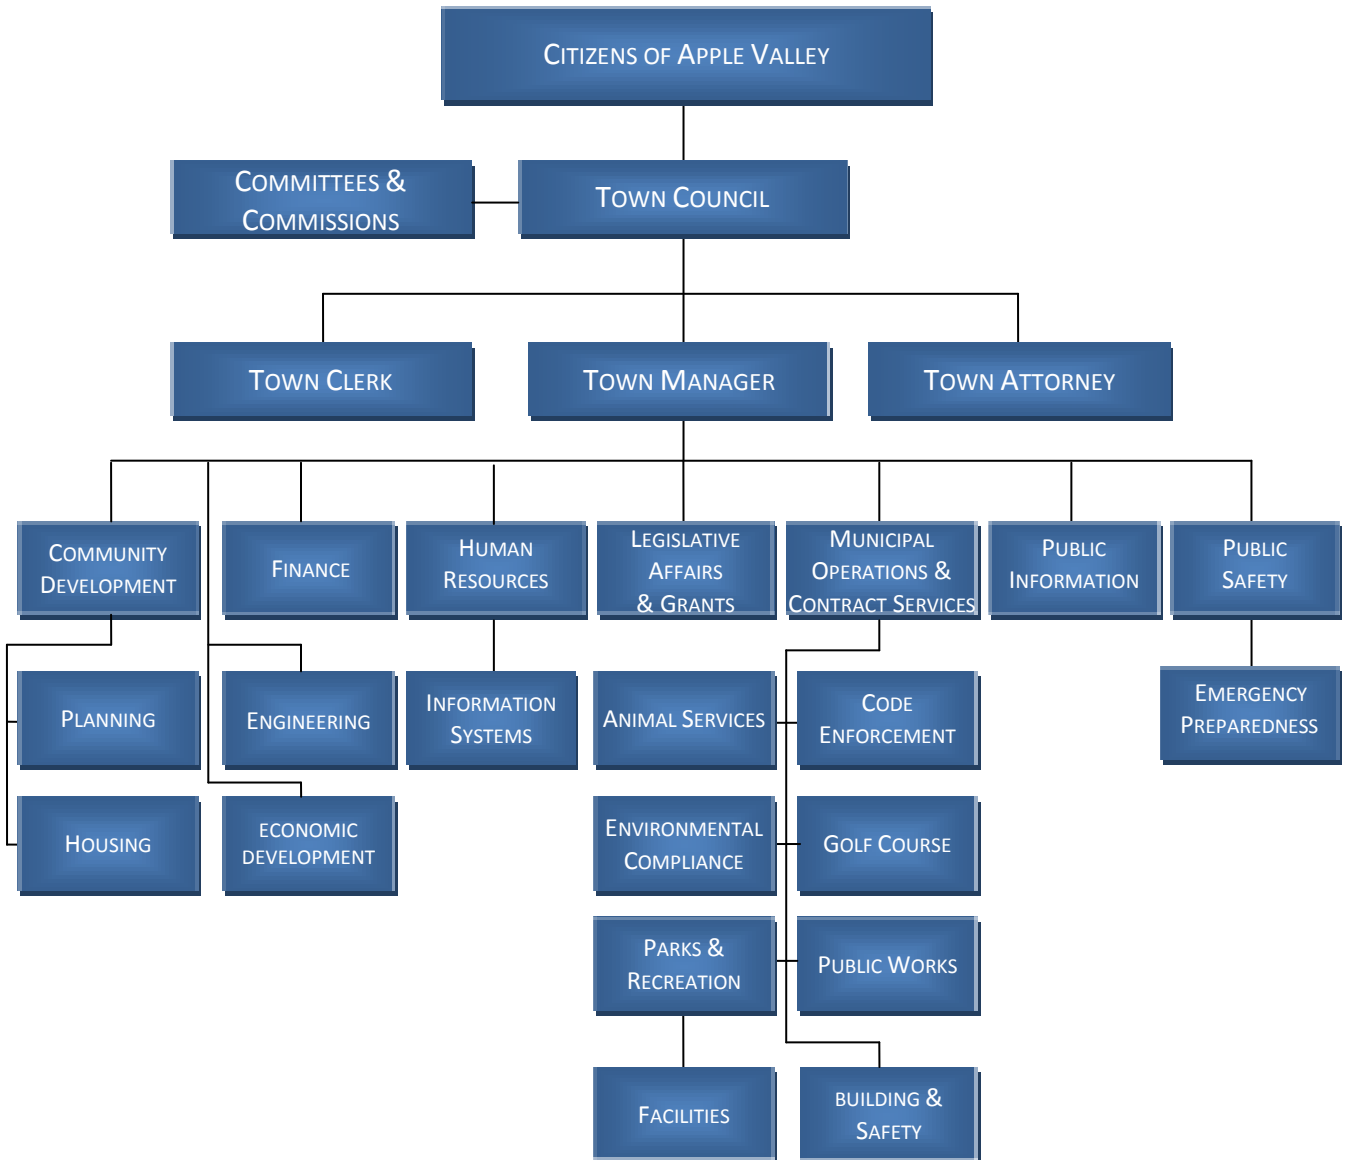 CITIZENS OF APPLE VALLEY
COMMITTEES &
COMMISSIONS
TOWN COUNCIL
TOWN CLERK
TOWN MANAGER
TOWN ATTORNEY
COMMUNITY
DEVELOPMENT
FINANCE
HUMAN
RESOURCES
LEGISLATIVE
AFFAIRS
& GRANTS
MUNICIPAL
OPERATIONS &
CONTRACT SERVICES
PUBLIC
INFORMATION
PUBLIC
SAFETY
PLANNING
ENGINEERING
INFORMATION
SYSTEMS
ANIMAL SERVICES
CODE
ENFORCEMENT
EMERGENCY
PREPAREDNESS
HOUSING
ECONOMIC
DEVELOPMENT
ENVIRONMENTAL
COMPLIANCE
GOLF COURSE
PARKS &
RECREATION
PUBLIC WORKS
FACILITIES
BUILDING &
SAFETY